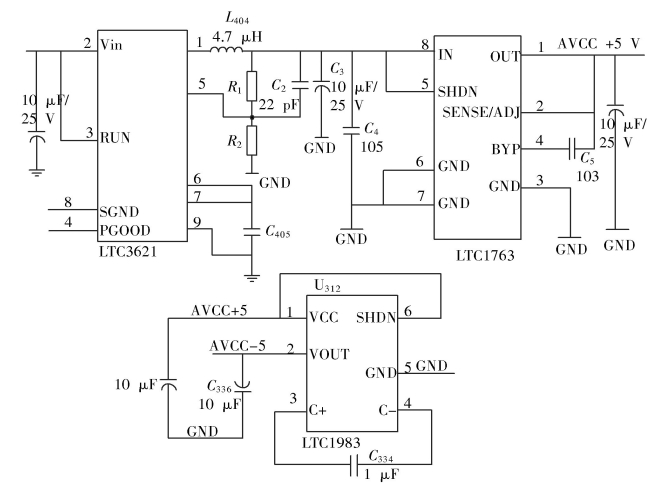 L404
4.7 μH
2
Vin
1
8
IN
OUT
1
AVCC +5 V
10 μF/
25 V
5
R1
22 pF
C2
C3
10 μF/
25 V
5
SHDN
SENSE/ADJ
2
10 μF/
25 V
3
RUN
R2
GND
C4
105
BYP
4
C5
103
GND
6
GND
GND
3
6
7
7
GND
8
SGND
4
PGOOD
9
C405
GND
GND
GND
LTC3621
LTC1763
U312
AVCC+5
1
VCC
SHDN
6
AVCC-5
2
VOUT
10 μF
C336
10 μF
GND
5
GND
GND
3
C+
C-
4
LTC1983
C334
1 μF